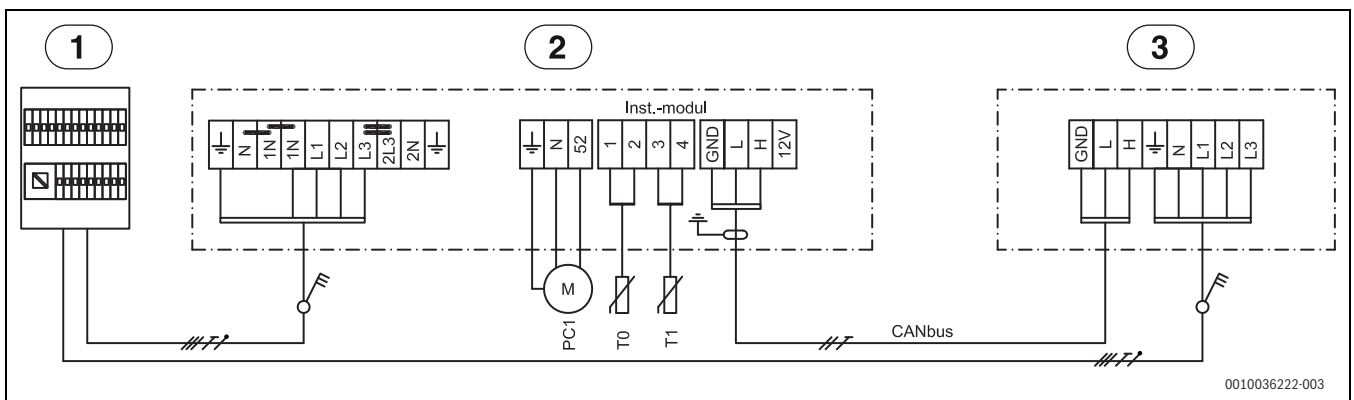 1
2
3
Inst.-modul
N 1N 1N L1 L2 L3 2L3 2N
N 52
1 2 3 4
GND L H 12V
GND L H N L1 L2 L3
M
PC1
T0
T1
CANbus
0010036222-003